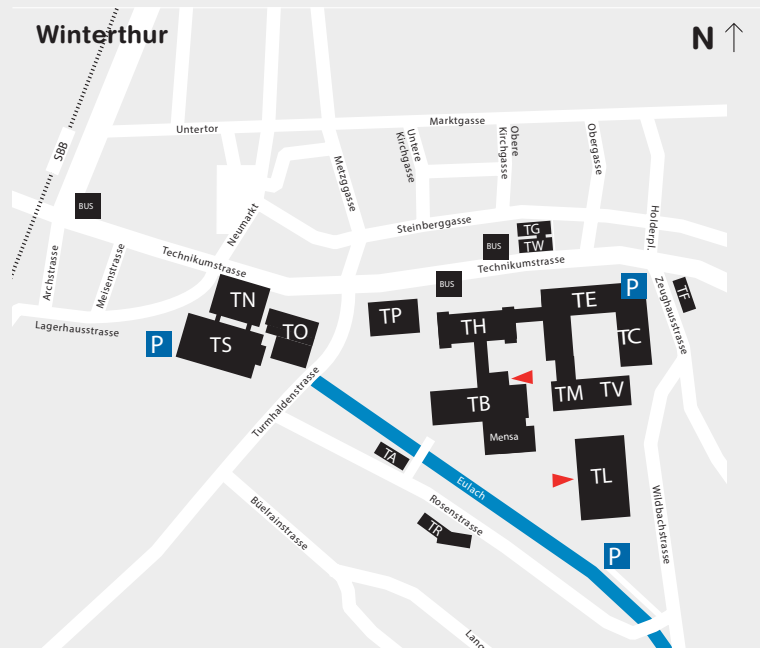 Winterthur
N
Marktgasse
Untertor
SBB
Untere
Kirchgasse
Obere
Kirchgasse
Obergasse
Metzggasse
BUS
Neumarkt
Steinberggasse
Holderpl.
TG
TW
BUS
Aichstrasse
Meisenstrasse
Technikumstrasse
Technikumstrasse
BUS
P
TF
Zeughausstrasse
TN
TE
TP
TH
TO
TC
Lagerhausstrasse
P
TS
Turmhaldenstrasse
TM
TV
TB
Mensa
TA
TL
Eulach
Rosenstrasse
TR
Büelrainstrasse
Wildbachstrasse
P